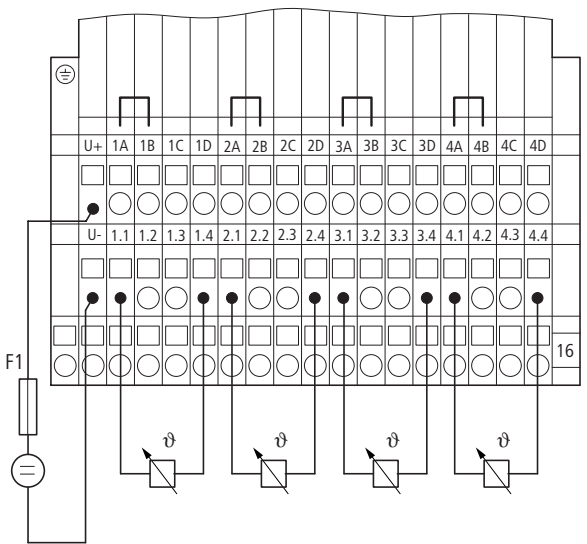 U+ 1A 1B 1C 1D 2A 2B 2C 2D 3A 3B 3C 3D 4A 4B 4C 4D
U- 1.1 1.2 1.3 1.4 2.1 2.2 2.3 2.4 3.1 3.2 3.3 3.4 4.1 4.2 4.3 4.4
16
F1
ϑ ϑ ϑ ϑ